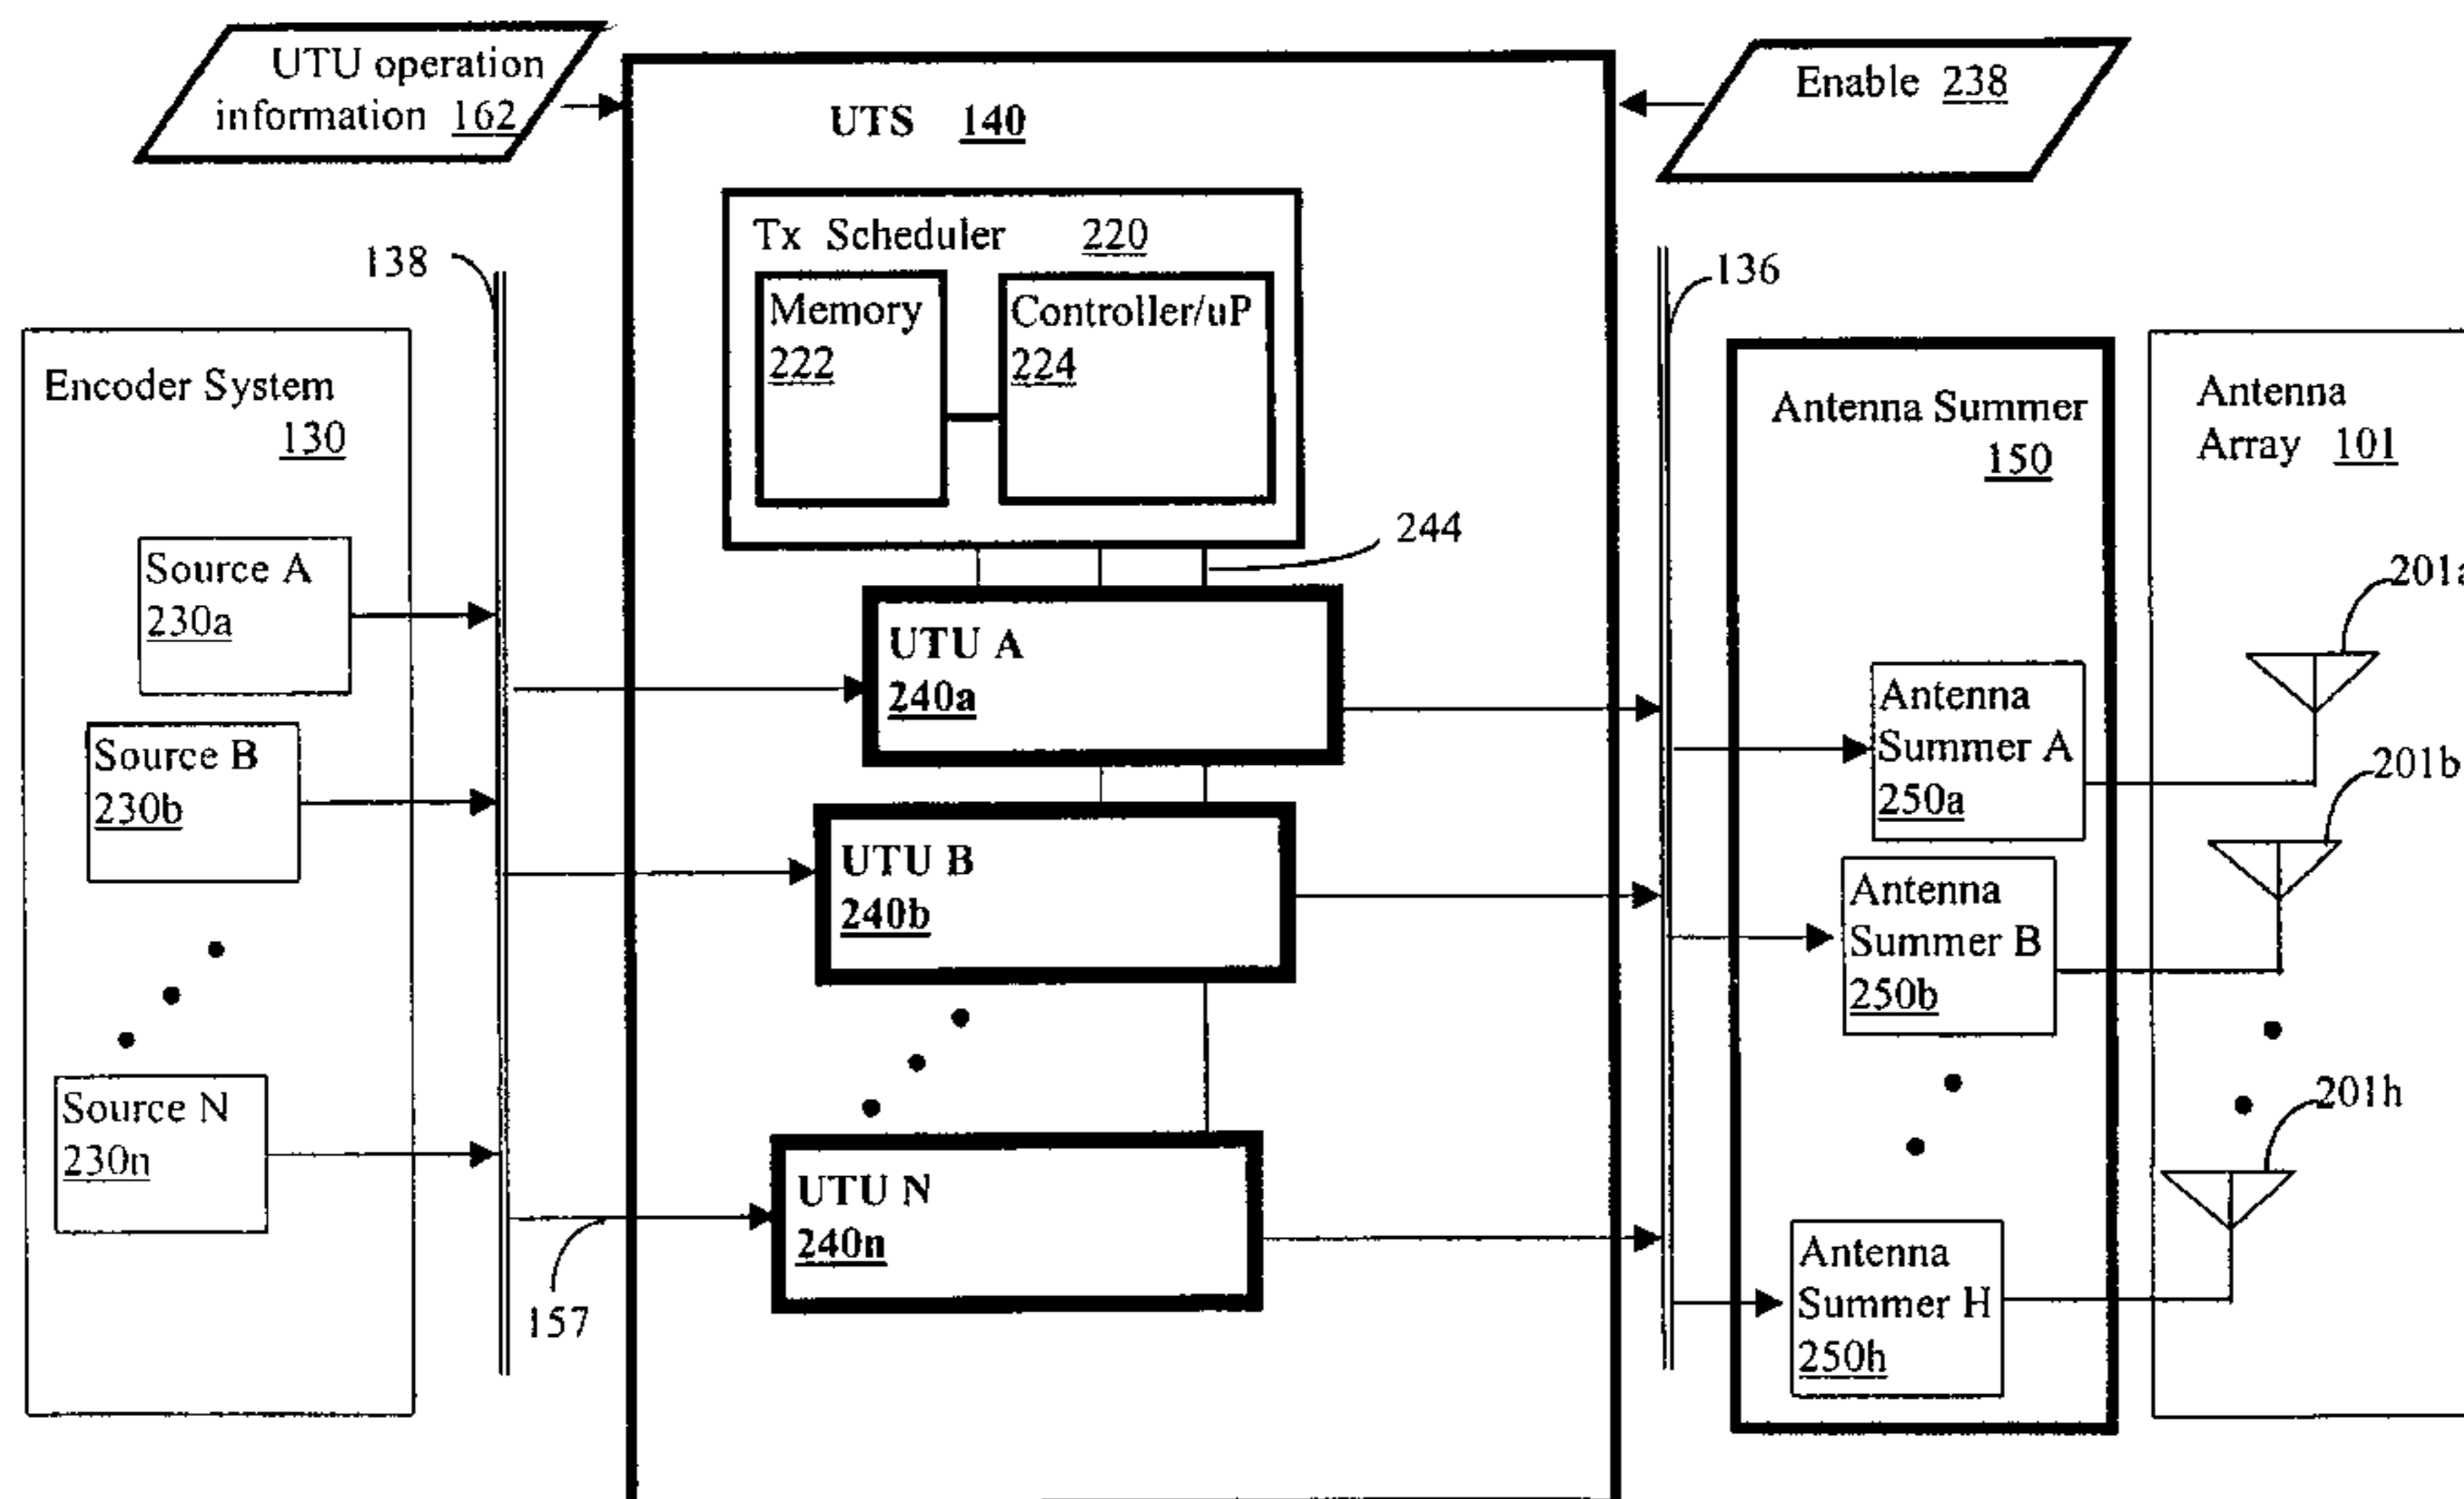 UTU operation
information 162
UTS 140
Enable 238
Tx Scheduler 220
Memory
222
Controller/uP
224
138
136
Encoder System
130
Antenna Summer
150
Antenna
Array 101
244
Source A
230a
201a
UTU A
240a
Antenna
Summer A
250a
Source B
230b
201b
UTU B
240b
Antenna
Summer B
250b
Source N
230n
201h
UTU N
240n
Antenna
Summer H
250h
157